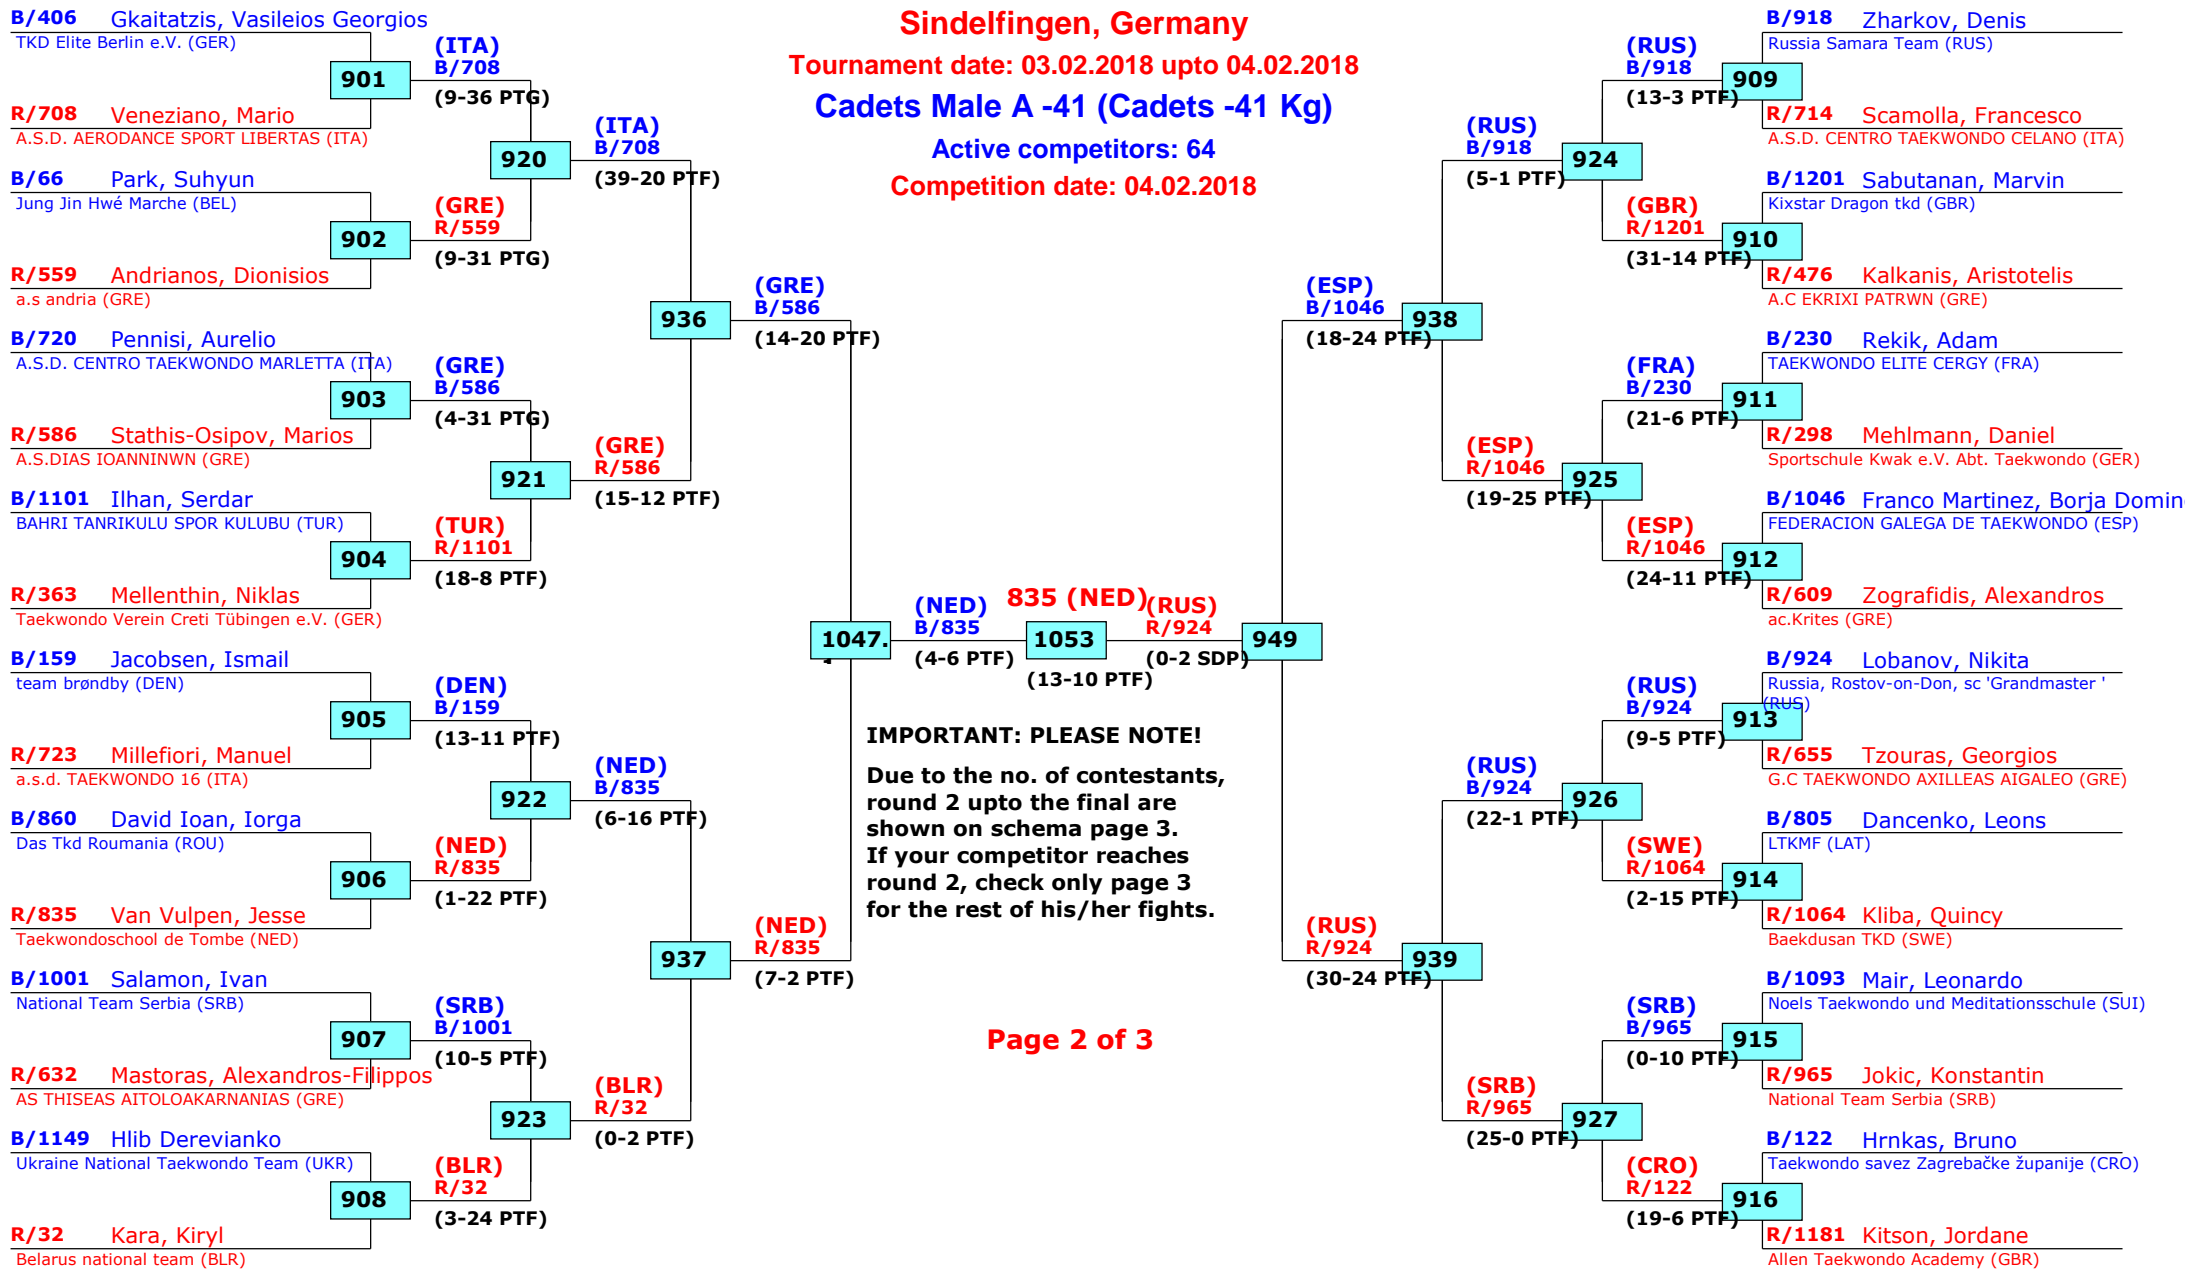 Sindelfingen, Germany
Tournament date: 03.02.2018 upto 04.02.2018
Cadets Male A -41 (Cadets -41 Kg)
Active competitors: 64
Competition date: 04.02.2018
B/406 Gkaitatzis, Vasileios Georgios
TKD Elite Berlin e.V. (GER)
901
R/708 Veneziano, Mario
A.S.D. AERODANCE SPORT LIBERTAS (ITA)
B/66 Park, Suhyun
Jung Jin Hwé Marche (BEL)
902
R/559 Andrianos, Dionisios
a.s andria (GRE)
B/720 Pennisi, Aurelio
A.S.D. CENTRO TAEKWONDO MARLETTA (ITA)
903
R/586 Stathis-Osipov, Marios
A.S.DIAS IOANNINWN (GRE)
B/1101 Ilhan, Serdar
BAHRI TANRIKULU SPOR KULUBU (TUR)
904
R/363 Mellenthin, Niklas
Taekwondo Verein Creti Tübingen e.V. (GER)
B/159 Jacobsen, Ismail
team brøndby (DEN)
905
R/723 Millefiori, Manuel
a.s.d. TAEKWONDO 16 (ITA)
B/860 David Ioan, Iorga
Das Tkd Roumania (ROU)
906
R/835 Van Vulpen, Jesse
Taekwondoschool de Tombe (NED)
B/1001 Salamon, Ivan
National Team Serbia (SRB)
907
R/632 Mastoras, Alexandros-Filippos
AS THISEAS AITOLOAKARNANIAS (GRE)
B/1149 Hlib Derevianko
Ukraine National Taekwondo Team (UKR)
908
R/32 Kara, Kiryl
Belarus national team (BLR)
(ITA)
B/708
(9-36 PTG)
920
(GRE)
R/559
(9-31 PTG)
(GRE)
B/586
(4-31 PTG)
921
(TUR)
R/1101
(18-8 PTF)
(DEN)
B/159
(13-11 PTF)
922
(NED)
R/835
(1-22 PTF)
(SRB)
B/1001
(10-5 PTF)
923
(BLR)
R/32
(3-24 PTF)
(ITA)
B/708
(39-20 PTF)
936
(GRE)
R/586
(15-12 PTF)
(NED)
B/835
(6-16 PTF)
937
(BLR)
R/32
(0-2 PTF)
(GRE)
B/586
(14-20 PTF)
1047.
(NED)
R/835
(7-2 PTF)
(NED)
B/835
(4-6 PTF)
835 (NED)
1053
(13-10 PTF)
(RUS)
R/924
(0-2 SDP)
949
IMPORTANT: PLEASE NOTE!
Due to the no. of contestants,
round 2 upto the final are
shown on schema page 3.
If your competitor reaches
round 2, check only page 3
for the rest of his/her fights.
Page 2 of 3
(ESP)
B/1046
(18-24 PTF)
938
(RUS)
R/924
(30-24 PTF)
939
(RUS)
B/918
(5-1 PTF)
924
(ESP)
R/1046
(19-25 PTF)
925
(RUS)
B/924
(22-1 PTF)
926
(SRB)
R/965
(25-0 PTF)
927
(RUS)
B/918
(13-3 PTF)
909
(GBR)
R/1201
(31-14 PTF)
910
(FRA)
B/230
(21-6 PTF)
911
(ESP)
R/1046
(24-11 PTF)
912
(RUS)
B/924
(9-5 PTF)
913
(SWE)
R/1064
(2-15 PTF)
914
(SRB)
B/965
(0-10 PTF)
915
(CRO)
R/122
(19-6 PTF)
916
B/918 Zharkov, Denis
Russia Samara Team (RUS)
R/714 Scamolla, Francesco
A.S.D. CENTRO TAEKWONDO CELANO (ITA)
B/1201 Sabutanan, Marvin
Kixstar Dragon tkd (GBR)
R/476 Kalkanis, Aristotelis
A.C EKRIXI PATRWN (GRE)
B/230 Rekik, Adam
TAEKWONDO ELITE CERGY (FRA)
R/298 Mehlmann, Daniel
Sportschule Kwak e.V. Abt. Taekwondo (GER)
B/1046 Franco Martinez, Borja Domin
FEDERACION GALEGA DE TAEKWONDO (ESP)
R/609 Zografidis, Alexandros
ac.Krites (GRE)
B/924 Lobanov, Nikita
Russia, Rostov-on-Don, sc 'Grandmaster '
(RUS)
R/655 Tzouras, Georgios
G.C TAEKWONDO AXILLEAS AIGALEO (GRE)
B/805 Dancenko, Leons
LTKMF (LAT)
R/1064 Kliba, Quincy
Baekdusan TKD (SWE)
B/1093 Mair, Leonardo
Noels Taekwondo und Meditationsschule (SUI)
R/965 Jokic, Konstantin
National Team Serbia (SRB)
B/122 Hrnkas, Bruno
Taekwondo savez Zagrebačke županije (CRO)
R/1181 Kitson, Jordane
Allen Taekwondo Academy (GBR)